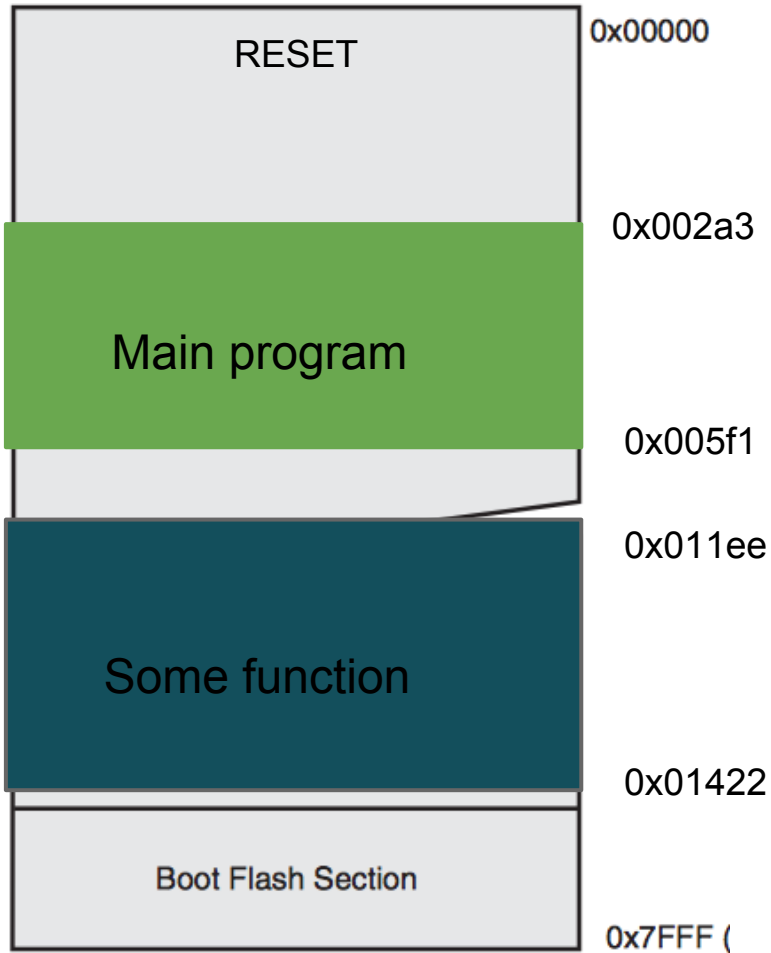 0x00000
RESET
0x002a3
Main program
0x005f1
0x011ee
Some function
0x01422
Boot Flash Section
0x7FFF (